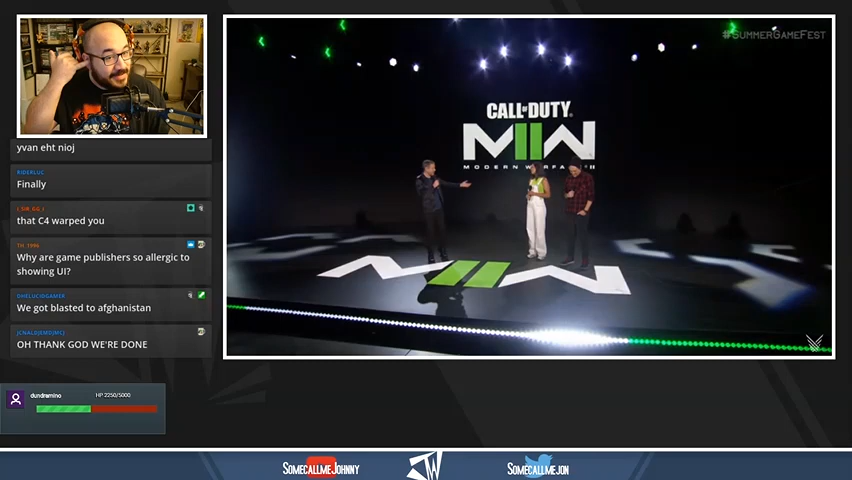 #SUMMERGAMEFEST
CALL OF DUTY
MIIW
MODERN WARFARE II
yvan eht nioj
RIDERLUC
Finally
that C4 warped you
TH_1996
Why are game publishers so allergic to
showing UI?
We got blasted to afghanistan
OH THANK GOD WE'RE DONE
dundramino
HP 2250/5000
SOMECALLMEJOHNNY
SOMECALLMEJON